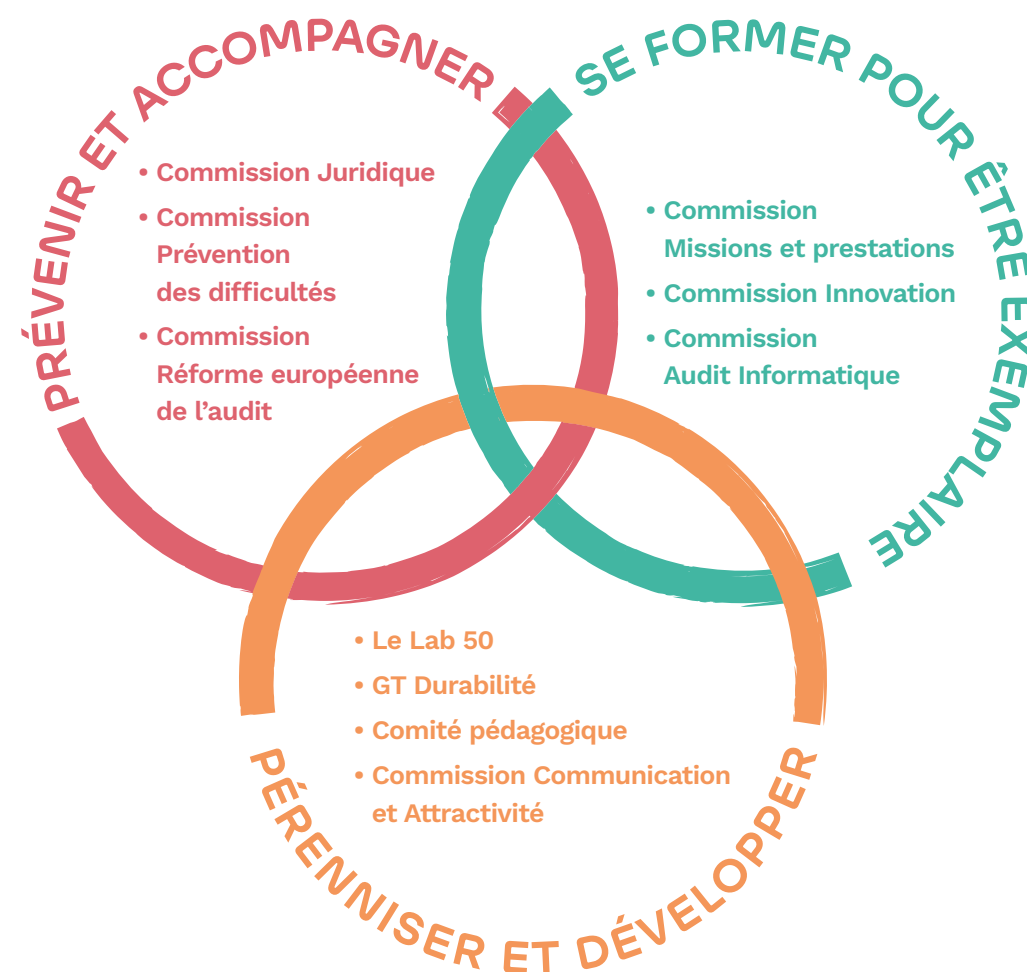 PRÉVENIR ET ACCOMPAGNER
• Commission Juridique
• Commission
Prévention
des difficultés
• Commission
Réforme européenne
de l’audit
SE FORMER POUR ÊTRE EXEMPLAIRE
• Commission
Missions et prestations
• Commission Innovation
• Commission
Audit Informatique
• Le Lab 50
• GT Durabilité
• Comité pédagogique
• Commission Communication
et Attractivité
PÉRENNISER ET DÉVELOPPER